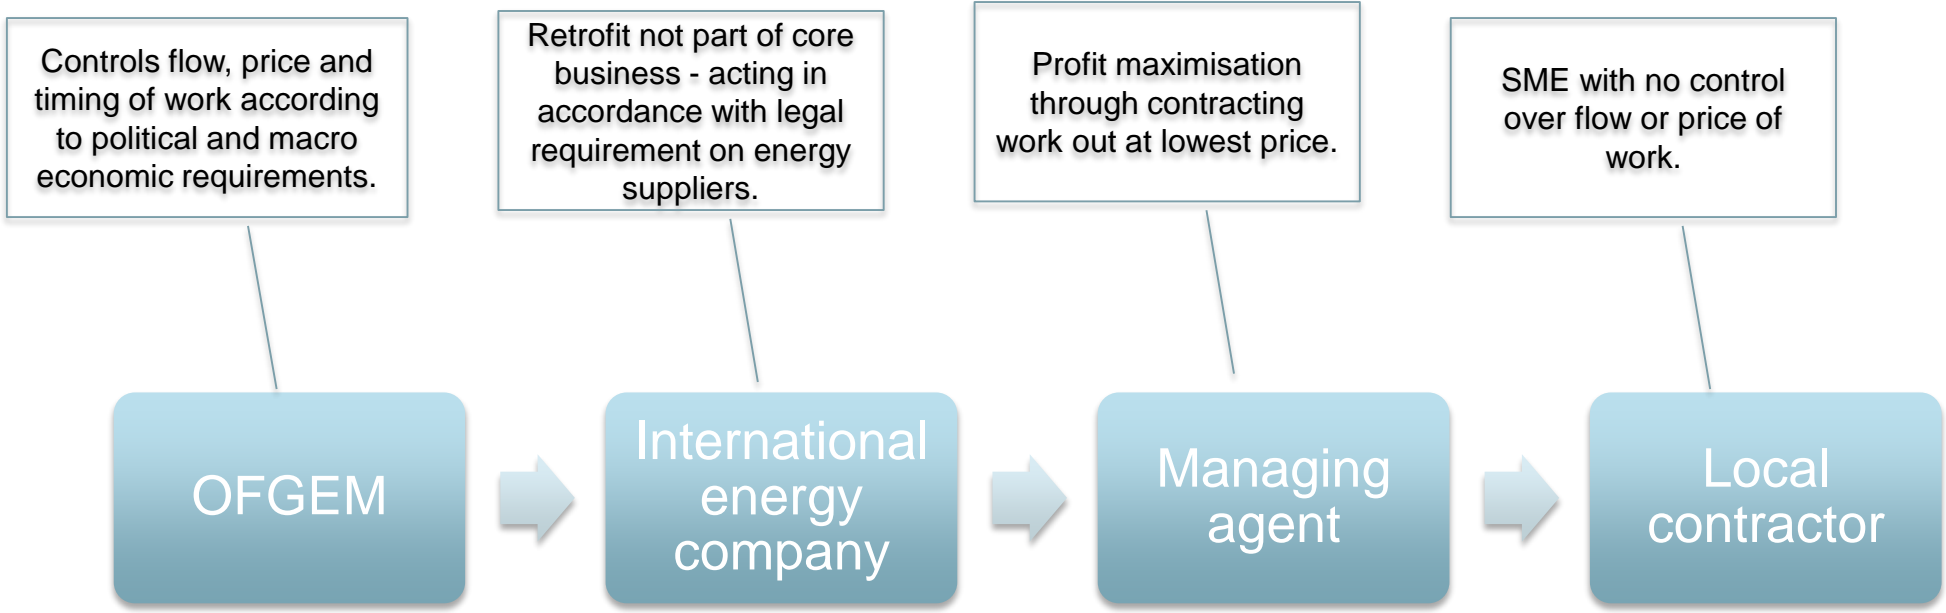 Controls flow, price and
timing of work according
to political and macro
economic requirements.
Retrofit not part of core
business - acting in
accordance with legal
requirement on energy
suppliers.
Profit maximisation
through contracting
work out at lowest price.
SME with no control
over flow or price of
work.
OFGEM
International
energy
company
Managing
agent
Local
contractor